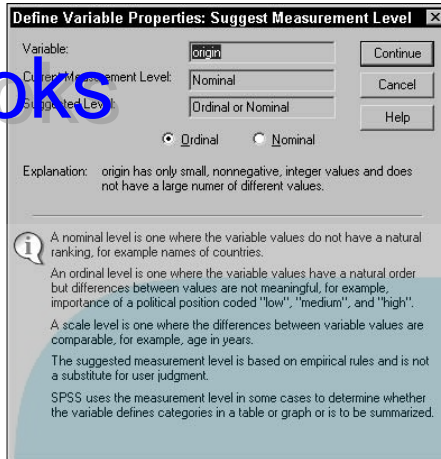 Define Variable Properties: Suggest Measurement Level
Variable:
origin
Continue
Current Measurement Level:
Nominal
Cancel
Suggested Level:
Ordinal or Nominal
Help
oks
Ordinal
Nominal
Explanation: origin has only small, nonnegative, integer values and does
not have a large numer of different values.
A nominal level is one where the variable values do not have a natural
ranking, for example names of countries.
An ordinal level is one where the variable values have a natural order
but differences between values are not meaningful, for example,
importance of a political position coded "low", "medium", and "high".
A scale level is one where the differences between variable values are
comparable, for example, age in years.
The suggested measurement level is based on empirical rules and is not
a substitute for user judgment.
SPSS uses the measurement level in some cases to determine whether
the variable defines categories in a table or graph or is to be summarized.